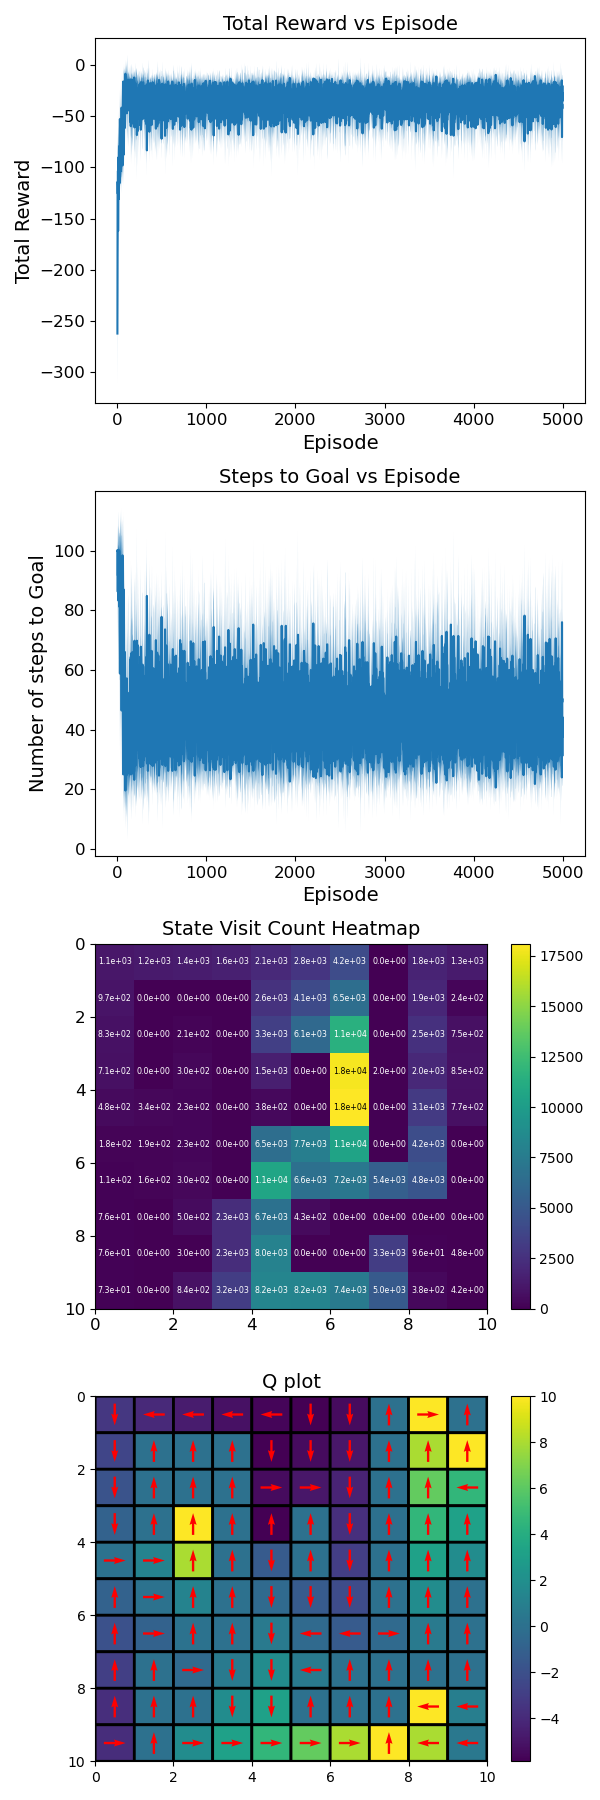 Total Reward vs Episode
0
−50
−100
−150
−200
−250
−300
Total Reward
0 1000 2000 3000 4000 5000
Episode
Steps to Goal vs Episode
100
80
60
40
20
0
Number of steps to Goal
0 1000 2000 3000 4000 5000
Episode
State Visit Count Heatmap
0
2
4
6
8
10
1.1e+03 1.2e+03 1.4e+03 1.6e+03 2.1e+03 2.8e+03 4.2e+03 0.0e+00 1.8e+03 1.3e+03
9.7e+02 0.0e+00 0.0e+00 0.0e+00 2.6e+03 4.1e+03 6.5e+03 0.0e+00 1.9e+03 2.4e+02
8.3e+02 0.0e+00 2.1e+02 0.0e+00 3.3e+03 6.1e+03 1.1e+04 0.0e+00 2.5e+03 7.5e+02
7.1e+02 0.0e+00 3.0e+02 0.0e+00 1.5e+03 0.0e+00 1.8e+04 2.0e+00 2.0e+03 8.5e+02
4.8e+02 3.4e+02 2.3e+02 0.0e+00 3.8e+02 0.0e+00 1.8e+04 0.0e+00 3.1e+03 7.7e+02
1.8e+02 1.9e+02 2.3e+02 0.0e+00 6.5e+03 7.7e+03 1.1e+04 0.0e+00 4.2e+03 0.0e+00
1.1e+02 1.6e+02 3.0e+02 0.0e+00 1.1e+04 6.6e+03 7.2e+03 5.4e+03 4.8e+03 0.0e+00
7.6e+01 0.0e+00 5.0e+02 2.3e+03 6.7e+03 4.3e+02 0.0e+00 0.0e+00 0.0e+00 0.0e+00
7.6e+01 0.0e+00 3.0e+00 2.3e+03 8.0e+03 0.0e+00 0.0e+00 3.3e+03 9.6e+01 4.8e+00
7.3e+01 0.0e+00 8.4e+02 3.2e+03 8.2e+03 8.2e+03 7.4e+03 5.0e+03 3.8e+02 4.2e+00
0 2 4 6 8 10
17500
15000
12500
10000
7500
5000
2500
0
Q plot
0
2
4
6
8
10
0 2 4 6 8 10
10
8
6
4
2
0
−2
−4